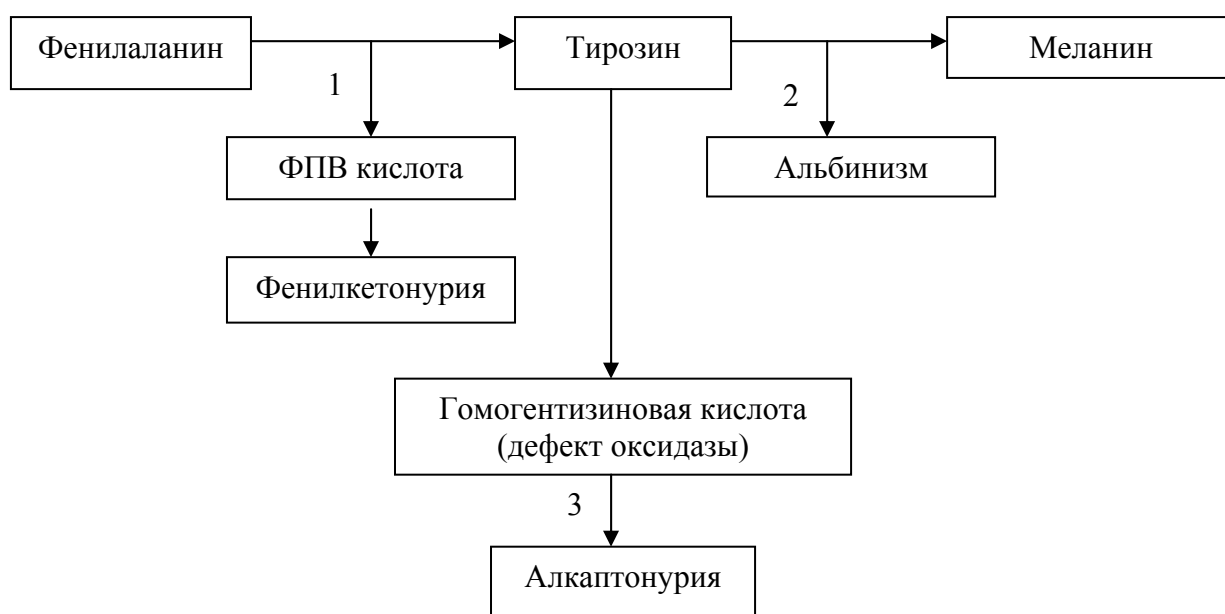 Фенилаланин
Тирозин
Меланин
1
2
ФПВ кислота
Альбинизм
Фенилкетонурия
Гомогентизиновая кислота
(дефект оксидазы)
3
Алкаптонурия